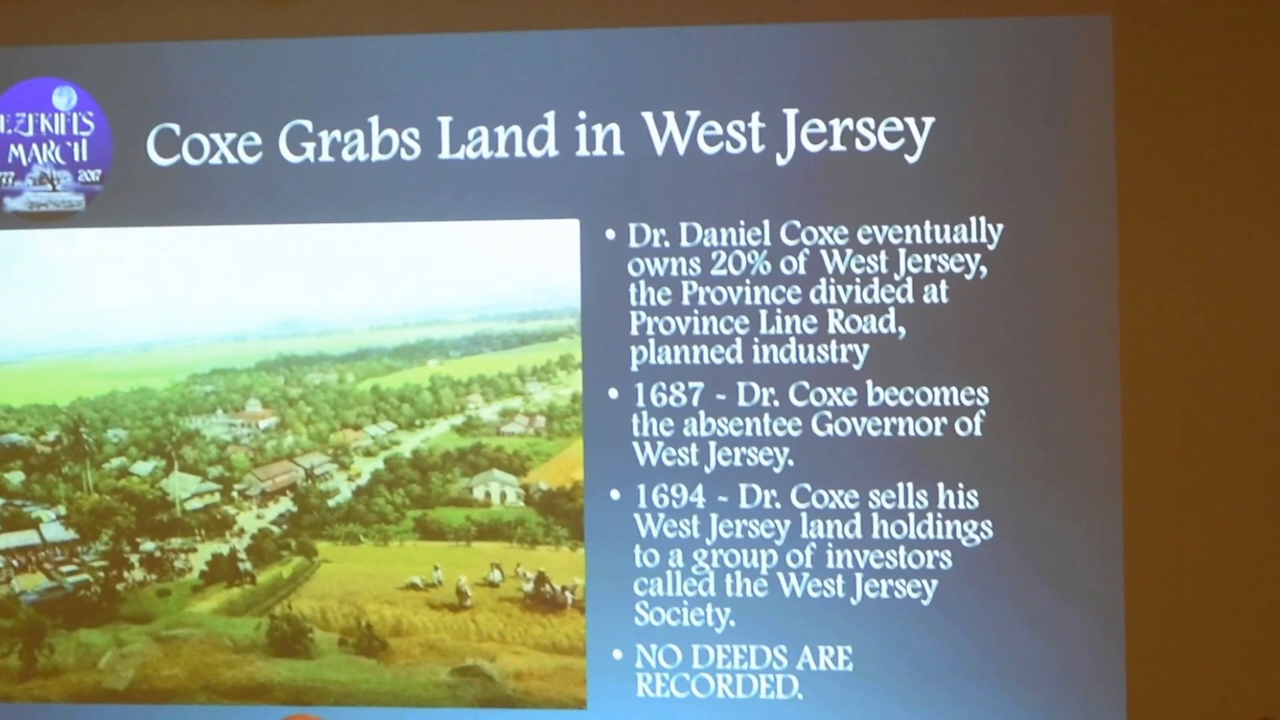 EZEKIEL'S
MARCH
2017
Coxe Grabs Land in West Jersey
• Dr. Daniel Coxe eventually
owns 20% of West Jersey,
the Province divided at
Province Line Road,
planned industry
• 1687 - Dr. Coxe becomes
the absentee Governor of
West Jersey.
• 1694 - Dr. Coxe sells his
West Jersey land holdings
to a group of investors
called the West Jersey
Society.
• NO DEEDS ARE
RECORDED.